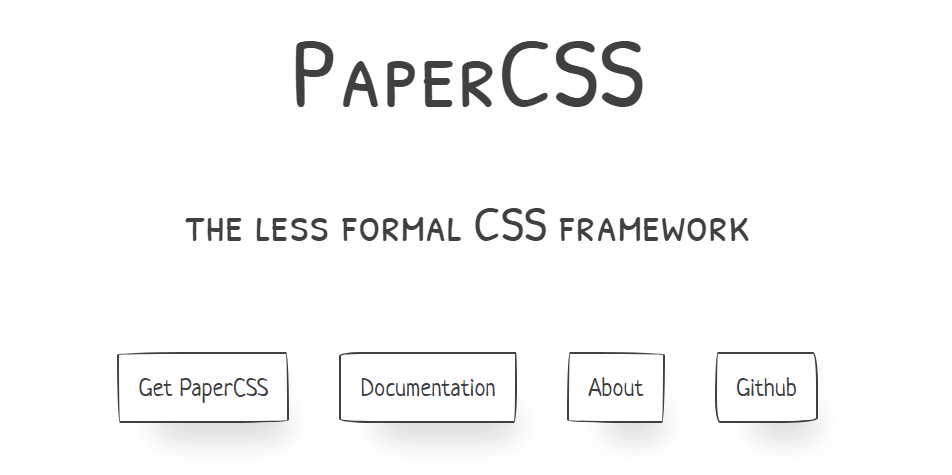 PaperCSS
the less formal CSS framework
Get PaperCSS Documentation About Github